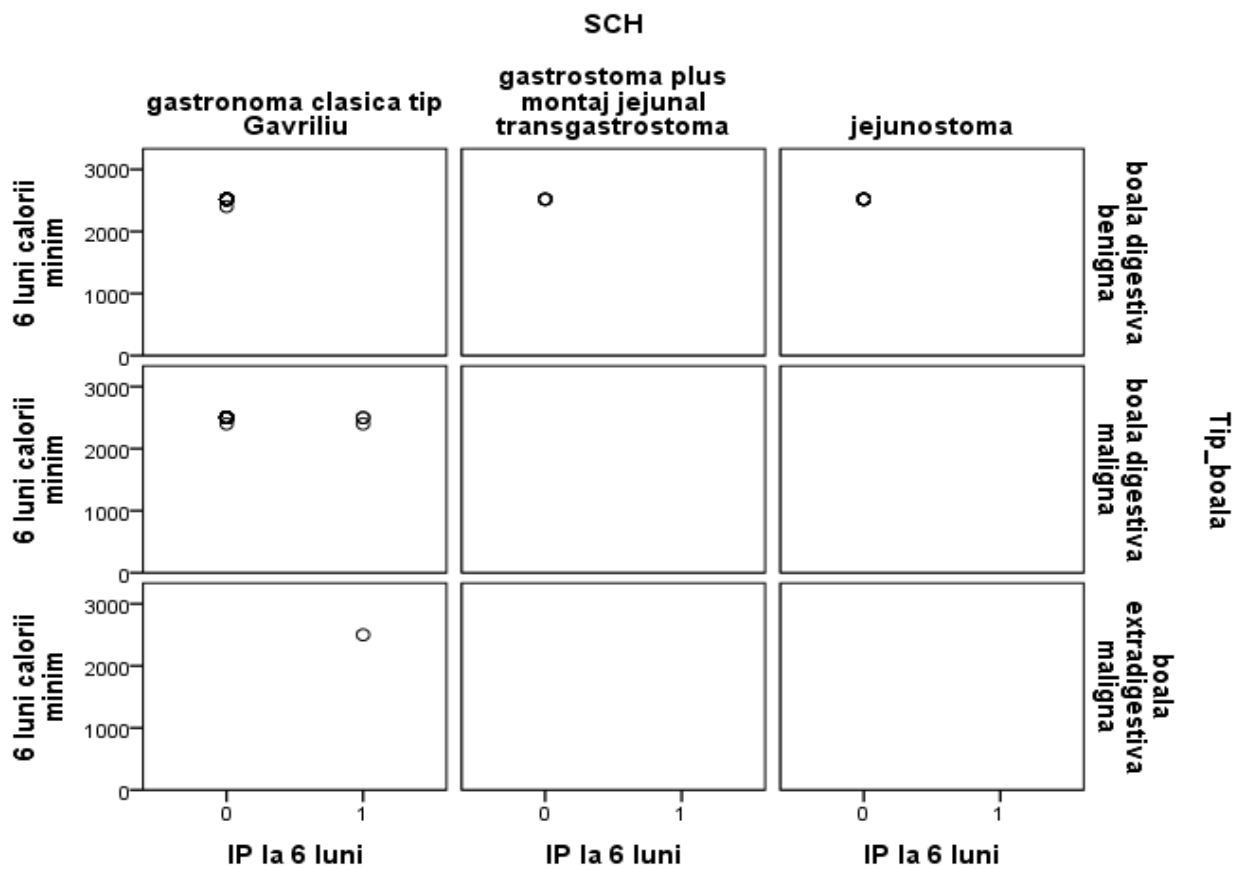 SCH
gastronoma clasica tip
Gavriliu
gastrostoma plus
montaj jejunal
transgastrostoma
jejunostoma
6 luni calorii
minim
3000
2000
1000
0
boala digestiva
benigna
6 luni calorii
minim
3000
2000
1000
0
boala digestiva
maligna
Tip_boala
6 luni calorii
minim
3000
2000
1000
0
boala
extradigestiva
maligna
0 1
0 1
0 1
IP la 6 luni
IP la 6 luni
IP la 6 luni